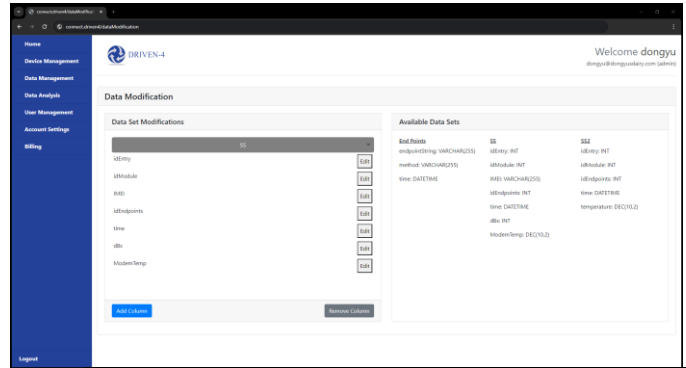 connect.driven4/dataModification
Home
Device Management
Data Management
Data Analysis
User Management
Account Settings
Billing
Logout
DRIVEN-4
Welcome dongyu
Data Modification
Data Set Modifications
SS
idEntry
Edit
idModule
Edit
IMEI
Edit
idEndpoints
Edit
time
Edit
dBx
Edit
ModemTemp
Edit
Add Column
Remove Column
Available Data Sets
End Points
endpointString: VARCHAR(255)
method: VARCHAR(255)
time: DATETIME
SS
idEntry: INT
idModule: INT
IMEI: VARCHAR(255)
idEndpoints: INT
time: DATETIME
dBx: INT
ModemTemp: DEC(10,2)
SS2
idEntry: INT
idModule: INT
idEndpoints: INT
time: DATETIME
temperature: DEC(10,2)